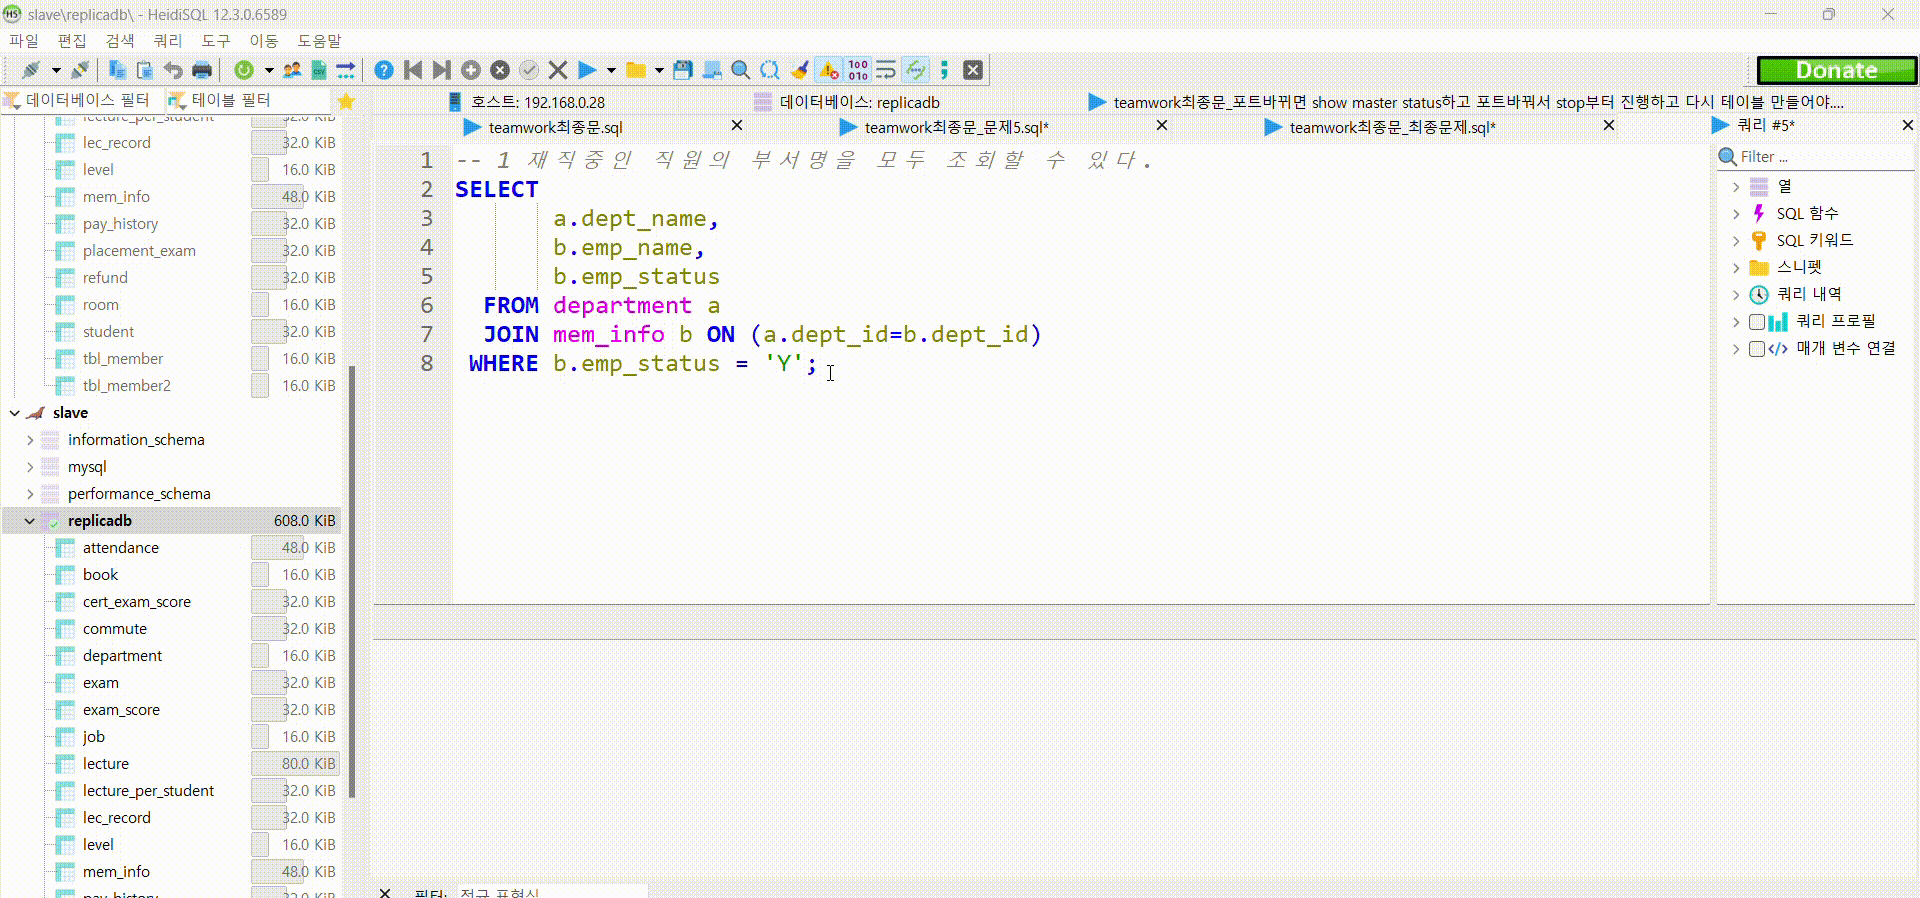 slave\replicadb\ - HeidiSQL 12.3.0.6589
파일 편집 검색 쿼리 도구 이동 도움말
Donate
데이터베이스 필터 테이블 필터
호스트: 192.168.0.28 데이터베이스: replicadb teamwork최종문_포트바뀌면 show master status하고 포트바꿔서 stop부터 진행하고 다시 테이블 만들어야....
teamwork최종문.sql teamwork최종문_문제5.sql* teamwork최종문_최종문제.sql* 쿼리 #5*
lecture_per_student 32.0 KiB
lec_record 32.0 KiB
level 16.0 KiB
mem_info 48.0 KiB
pay_history 32.0 KiB
placement_exam 32.0 KiB
refund 32.0 KiB
room 16.0 KiB
student 32.0 KiB
tbl_member 16.0 KiB
tbl_member2 16.0 KiB
slave
information_schema
mysql
performance_schema
replicadb 608.0 KiB
attendance 48.0 KiB
book 16.0 KiB
cert_exam_score 32.0 KiB
commute 32.0 KiB
department 16.0 KiB
exam 32.0 KiB
exam_score 32.0 KiB
job 16.0 KiB
lecture 80.0 KiB
lecture_per_student 32.0 KiB
lec_record 32.0 KiB
level 16.0 KiB
mem_info 48.0 KiB
pay_history 32.0 KiB
1 -- 1 재직중인 직원의 부서명을 모두 조회할 수 있다.
2 SELECT
3 a.dept_name,
4 b.emp_name,
5 b.emp_status
6 FROM department a
7 JOIN mem_info b ON (a.dept_id=b.dept_id)
8 WHERE b.emp_status = 'Y';
Filter ...
열
SQL 함수
SQL 키워드
스니펫
쿼리 내역
쿼리 프로필
매개 변수 연결
필터: 정규 표현식